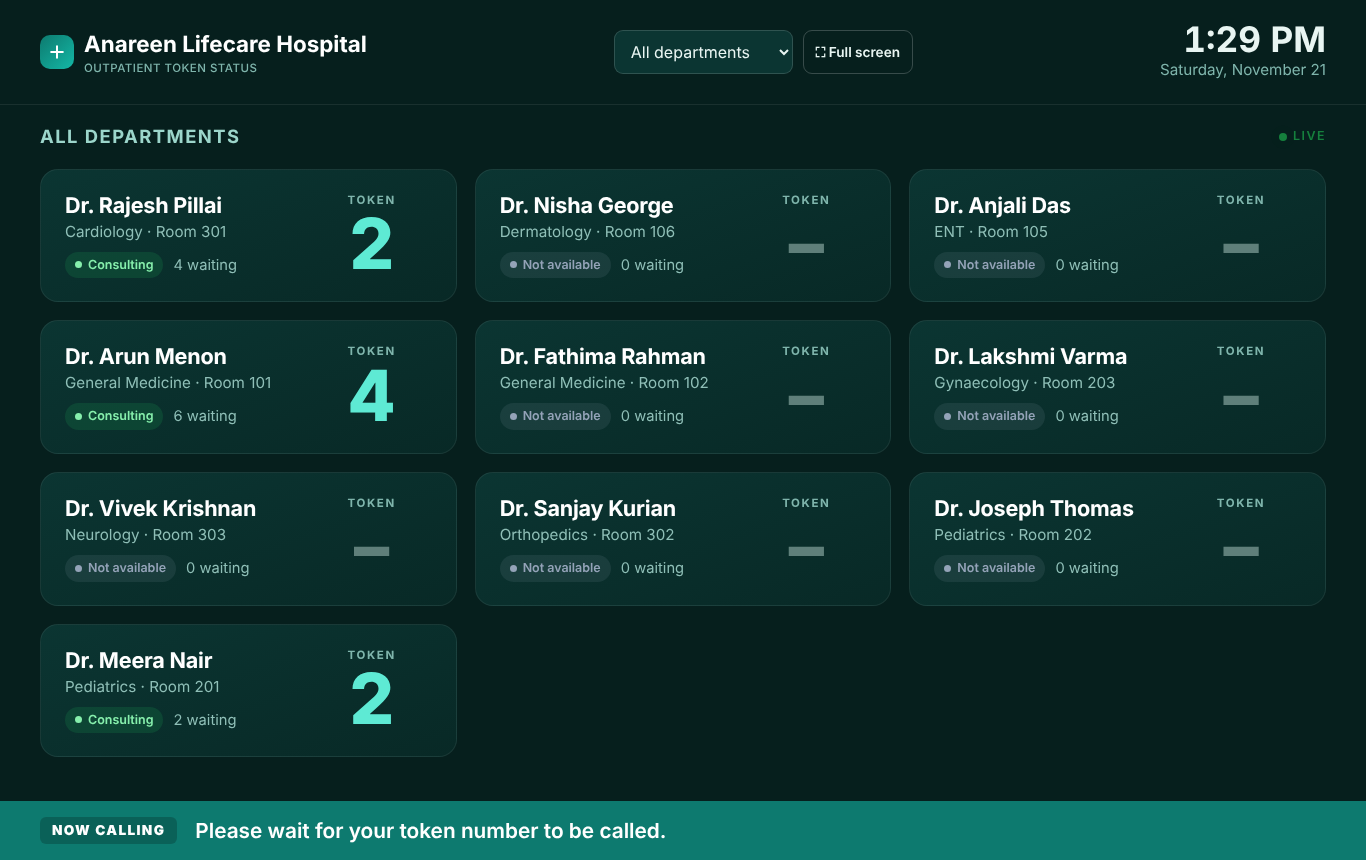 Anareen Lifecare Hospital
OUTPATIENT TOKEN STATUS
All departments
Full screen
1:29 PM
Saturday, November 21
ALL DEPARTMENTS
LIVE
Dr. Rajesh Pillai
Cardiology · Room 301
Consulting
4 waiting
TOKEN
2
Dr. Nisha George
Dermatology · Room 106
Not available
0 waiting
TOKEN
–
Dr. Anjali Das
ENT · Room 105
Not available
0 waiting
TOKEN
–
Dr. Arun Menon
General Medicine · Room 101
Consulting
6 waiting
TOKEN
4
Dr. Fathima Rahman
General Medicine · Room 102
Not available
0 waiting
TOKEN
–
Dr. Lakshmi Varma
Gynaecology · Room 203
Not available
0 waiting
TOKEN
–
Dr. Vivek Krishnan
Neurology · Room 303
Not available
0 waiting
TOKEN
–
Dr. Sanjay Kurian
Orthopedics · Room 302
Not available
0 waiting
TOKEN
–
Dr. Joseph Thomas
Pediatrics · Room 202
Not available
0 waiting
TOKEN
–
Dr. Meera Nair
Pediatrics · Room 201
Consulting
2 waiting
TOKEN
2
NOW CALLING
Please wait for your token number to be called.